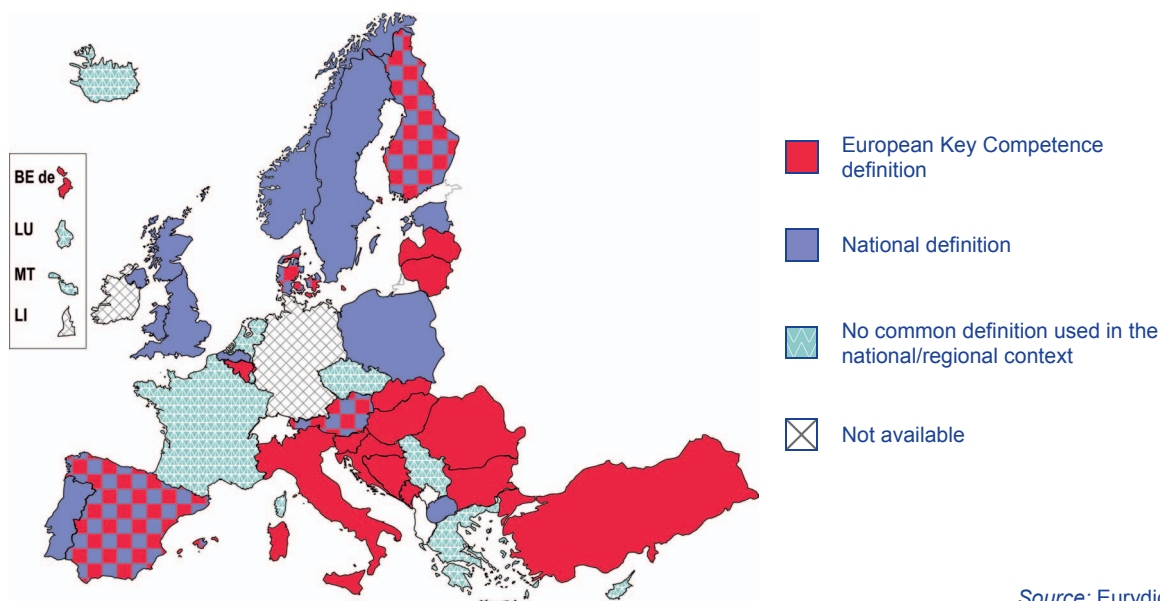 BE de
LU
MT
LI
European Key Competence
definition
National definition
No common definition used in the
national/regional context
Not available
Source: Eurydic